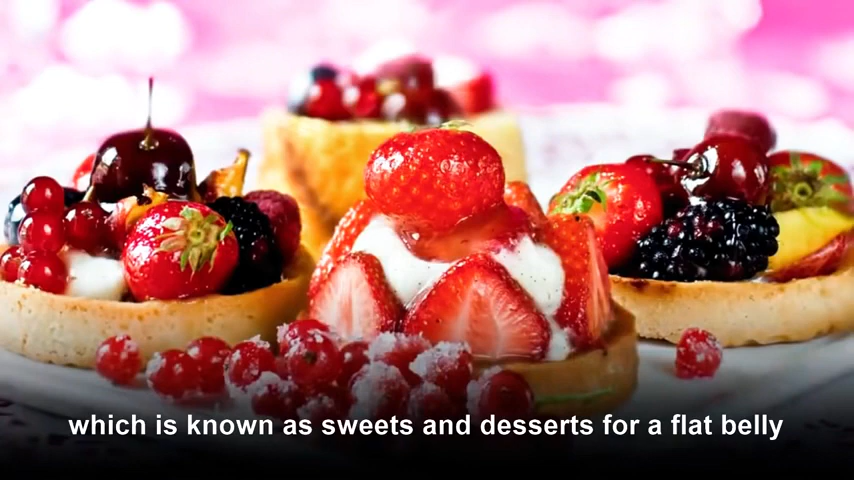 which is known as sweets and desserts for a flat belly